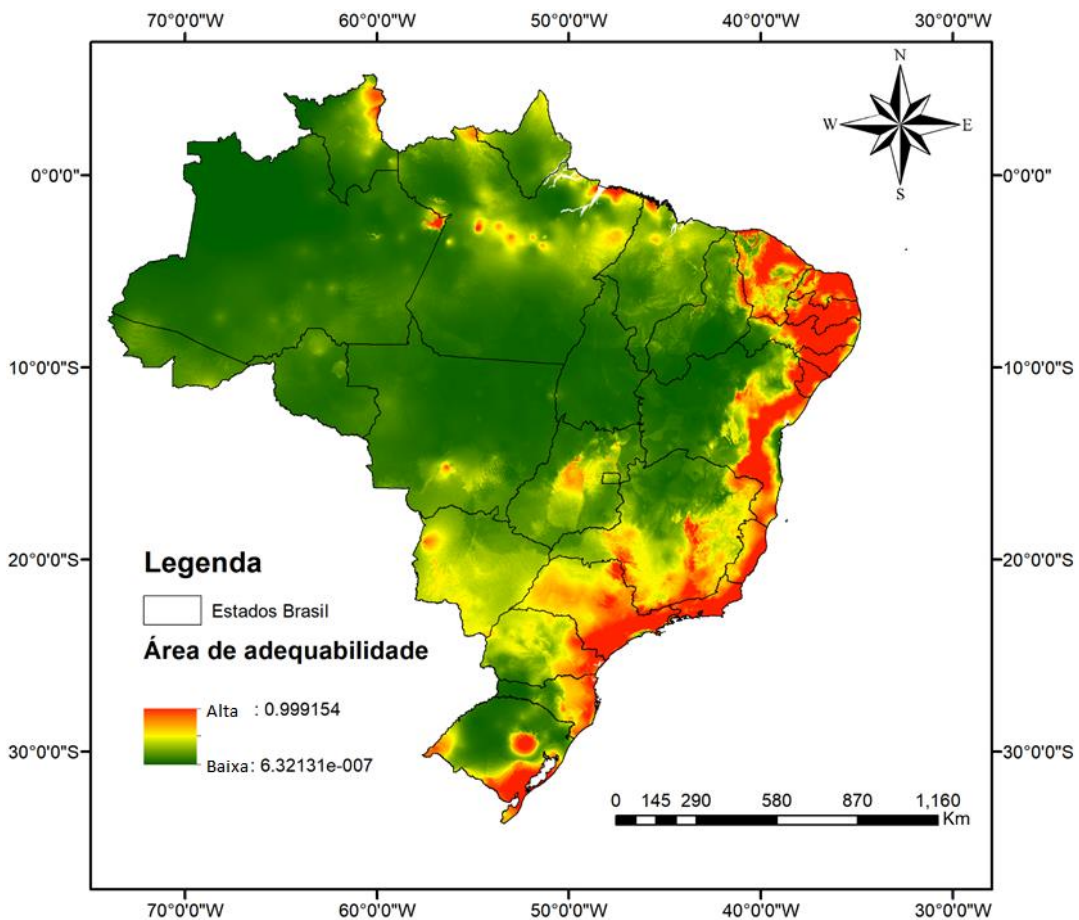 70°0'0"W 60°0'0"W 50°0'0"W 40°0'0"W 30°0'0"W
N
W E
S
0°0'0" 0°0'0"
10°0'0"S 10°0'0"S
20°0'0"S 20°0'0"S
Legenda
Estados Brasil
Área de adequabilidade
Alta : 0.999154
Baixa: 6.32131e-007
30°0'0"S 30°0'0"S
0 145 290 580 870 1,160
Km
70°0'0"W 60°0'0"W 50°0'0"W 40°0'0"W 30°0'0"W